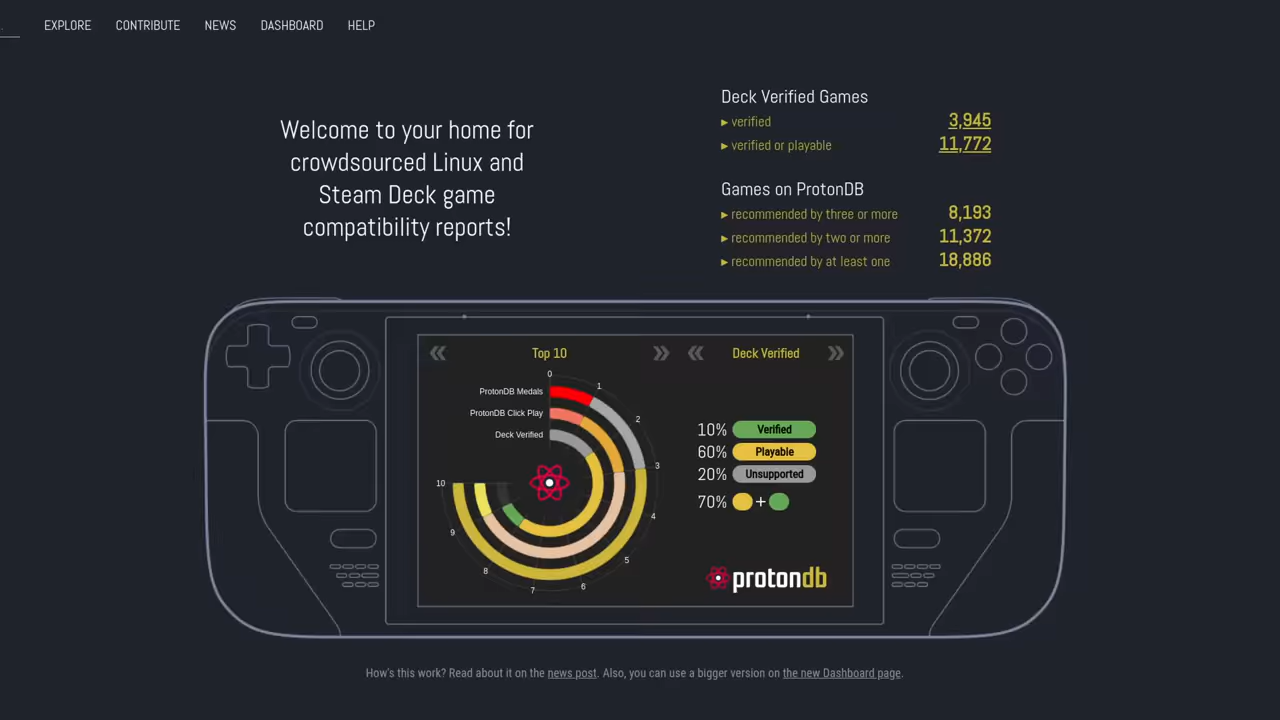 EXPLORE CONTRIBUTE NEWS DASHBOARD HELP
Welcome to your home for
crowdsourced Linux and
Steam Deck game
compatibility reports!
Deck Verified Games
▸ verified 3,945
▸ verified or playable 11,772
Games on ProtonDB
▸ recommended by three or more 8,193
▸ recommended by two or more 11,372
▸ recommended by at least one 18,886
« Top 10 »
« Deck Verified »
ProtonDB Medals
ProtonDB Click Play
Deck Verified
0
1
2
3
4
5
6
7
8
9
10
10% Verified
60% Playable
20% Unsupported
70% +
protondb
How's this work? Read about it on the news post. Also, you can use a bigger version on the new Dashboard page.